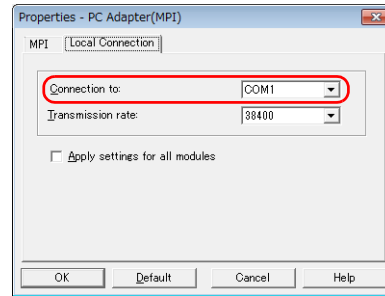 Properties - PC Adapter(MPI)
MPI Local Connection
Connection to: COM1
Transmission rate: 38400
Apply settings for all modules
OK Default Cancel Help